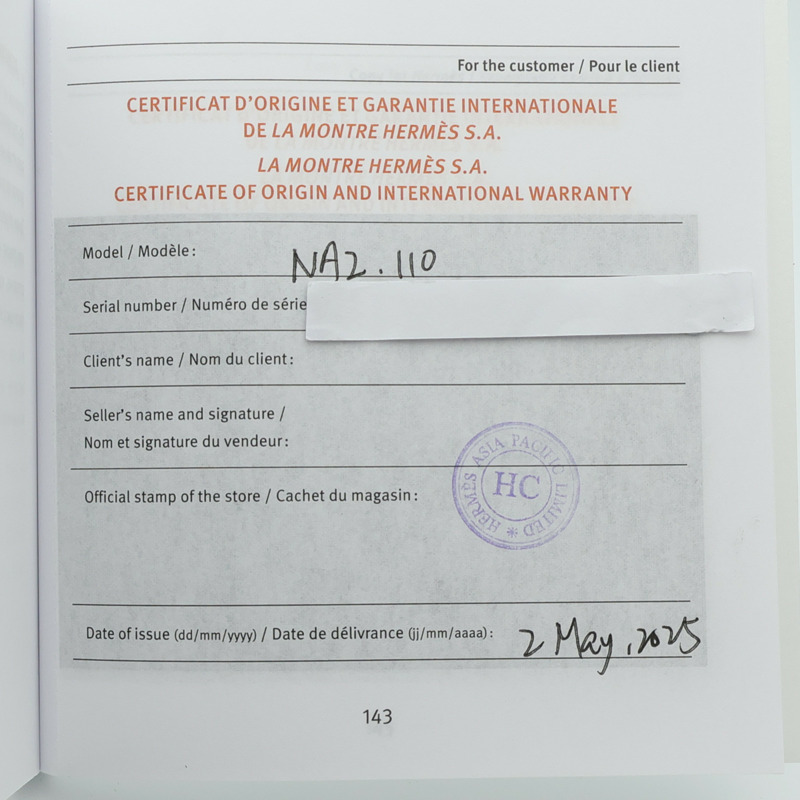 For the customer / Pour le client
CERTIFICAT D'ORIGINE ET GARANTIE INTERNATIONALE
DE LA MONTRE HERMÈS S.A.
LA MONTRE HERMÈS S.A.
CERTIFICATE OF ORIGIN AND INTERNATIONAL WARRANTY
Model / Modèle : NA2.110
Serial number / Numéro de série
Client's name / Nom du client :
Seller's name and signature /
Nom et signature du vendeur :
Official stamp of the store / Cachet du magasin :
HERMÈS ASIA PACIFIC LIMITED *
HC
Date of issue (dd/mm/yyyy) / Date de délivrance (jj/mm/aaaa) : 2 May, 2025
143